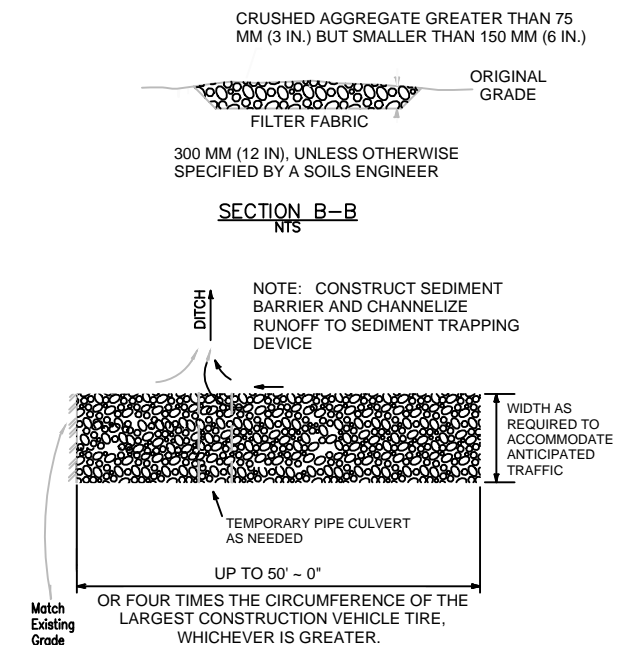 CRUSHED AGGREGATE GREATER THAN 75
MM (3 IN.) BUT SMALLER THAN 150 MM (6 IN.)
ORIGINAL
GRADE
FILTER FABRIC
300 MM (12 IN), UNLESS OTHERWISE
SPECIFIED BY A SOILS ENGINEER
SECTION B-B
NTS
DITCH
NOTE: CONSTRUCT SEDIMENT
BARRIER AND CHANNELIZE
RUNOFF TO SEDIMENT TRAPPING
DEVICE
WIDTH AS
REQUIRED TO
ACCOMMODATE
ANTICIPATED
TRAFFIC
TEMPORARY PIPE CULVERT
AS NEEDED
UP TO 50' ~ 0"
OR FOUR TIMES THE CIRCUMFERENCE OF THE
LARGEST CONSTRUCTION VEHICLE TIRE,
WHICHEVER IS GREATER.
Match
Existing
Grade